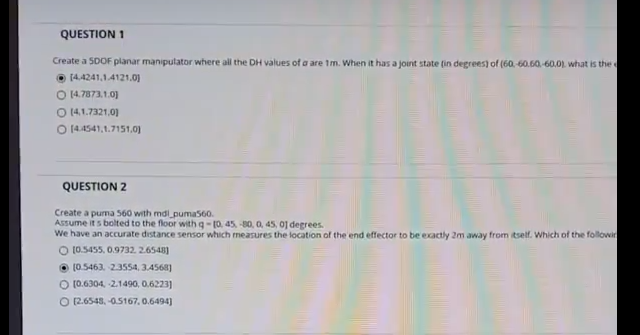 QUESTION 1
Create a 5DOF planar manipulator where all the DH values of a are 1m. When it has a joint state (in degrees) of (60,-60,60,-60,0), what is the
[4.4241,1.4121,0]
[4.7873,1,0]
[4,1.7321,0]
[4.4541,1.7151,0]
QUESTION 2
Create a puma 560 with mdl_puma560.
Assume it s bolted to the floor with q = [0, 45, -80, 0, 45, 0] degrees.
We have an accurate distance sensor which measures the location of the end effector to be exactly 2m away from itself. Which of the
[0.5455, 0.9732, 2.6548]
[0.5463, 2.3554, 3.4568]
[0.6304, -2.1490, 0.6223]
[2.6548, -0.5167, 0.6494]